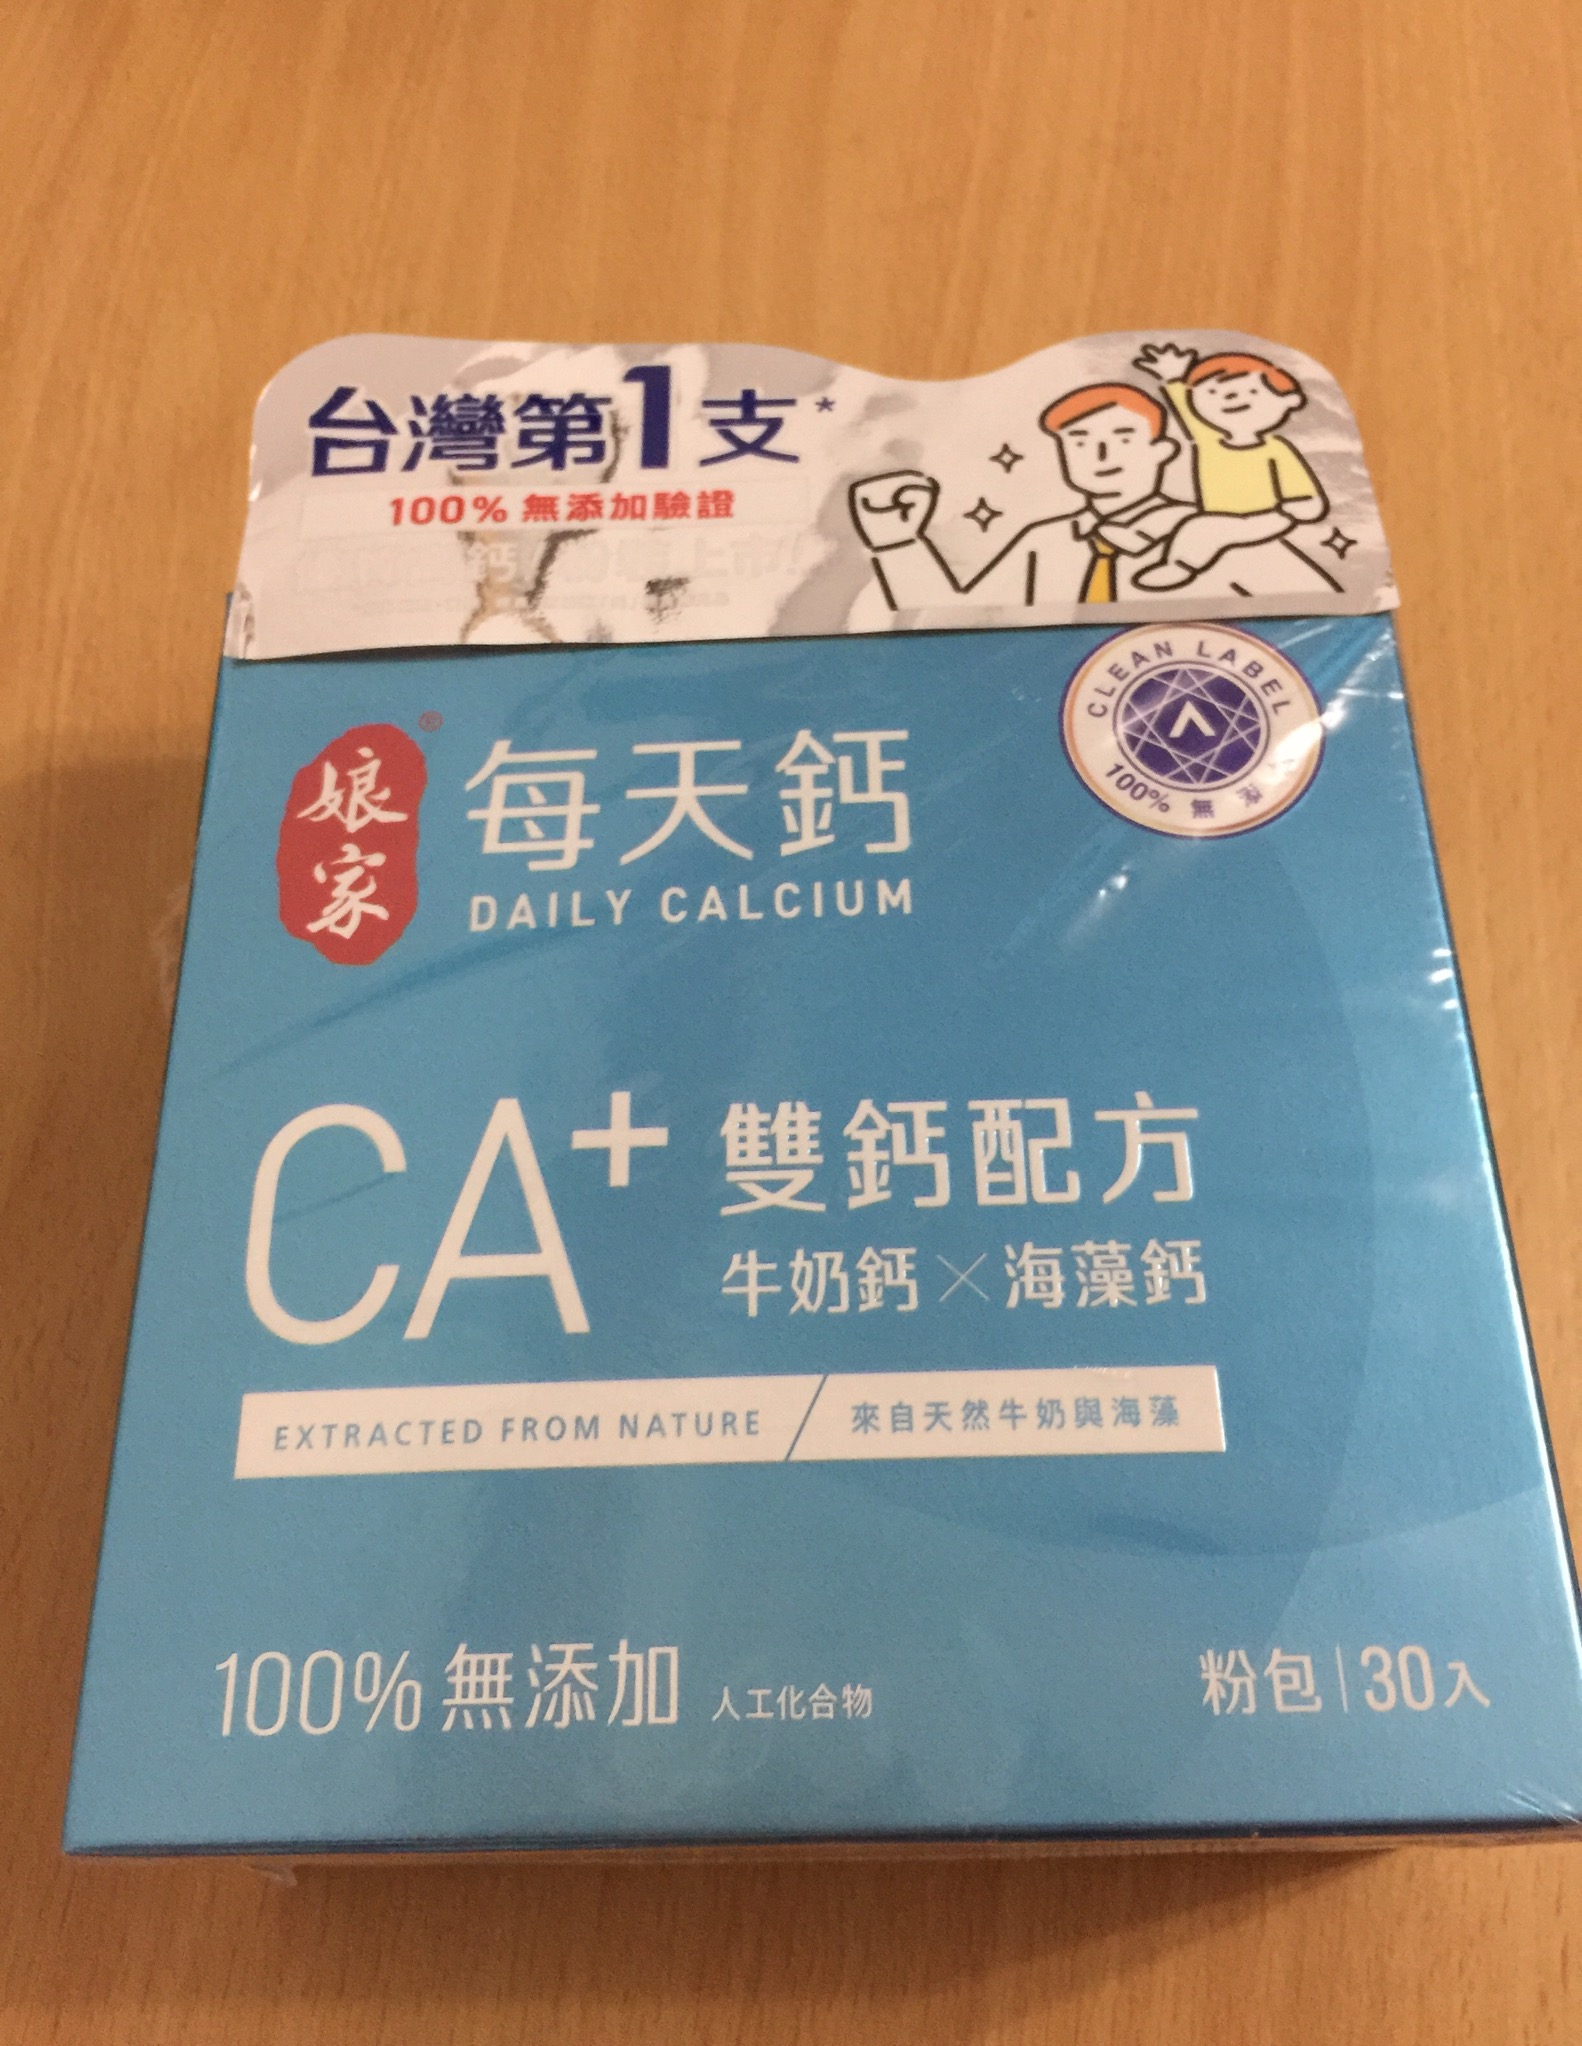 台灣第1支*
100%無添加驗證
CLEAN LABEL
100% 無
娘家®
每天鈣
DAILY CALCIUM
CA+
雙鈣配方
牛奶鈣×海藻鈣
EXTRACTED FROM NATURE / 來自天然牛奶與海藻
100%無添加 人工化合物
粉包|30入